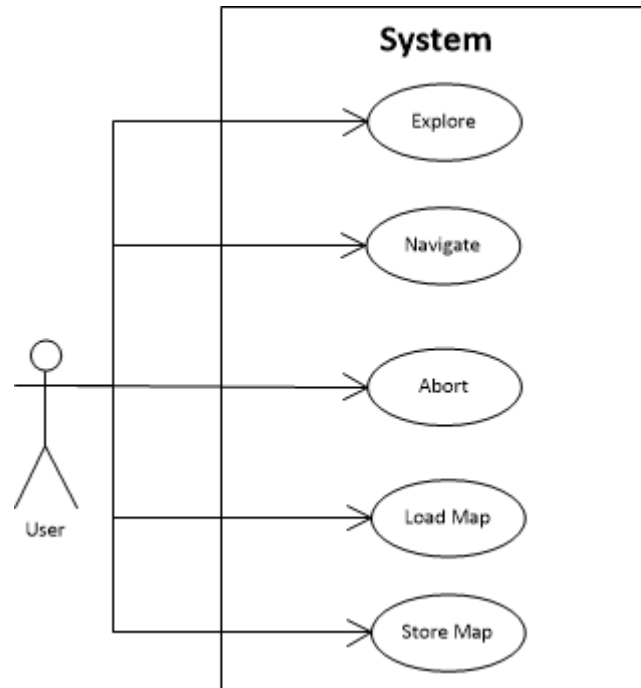 System
Explore
Navigate
Abort
User
Load Map
Store Map